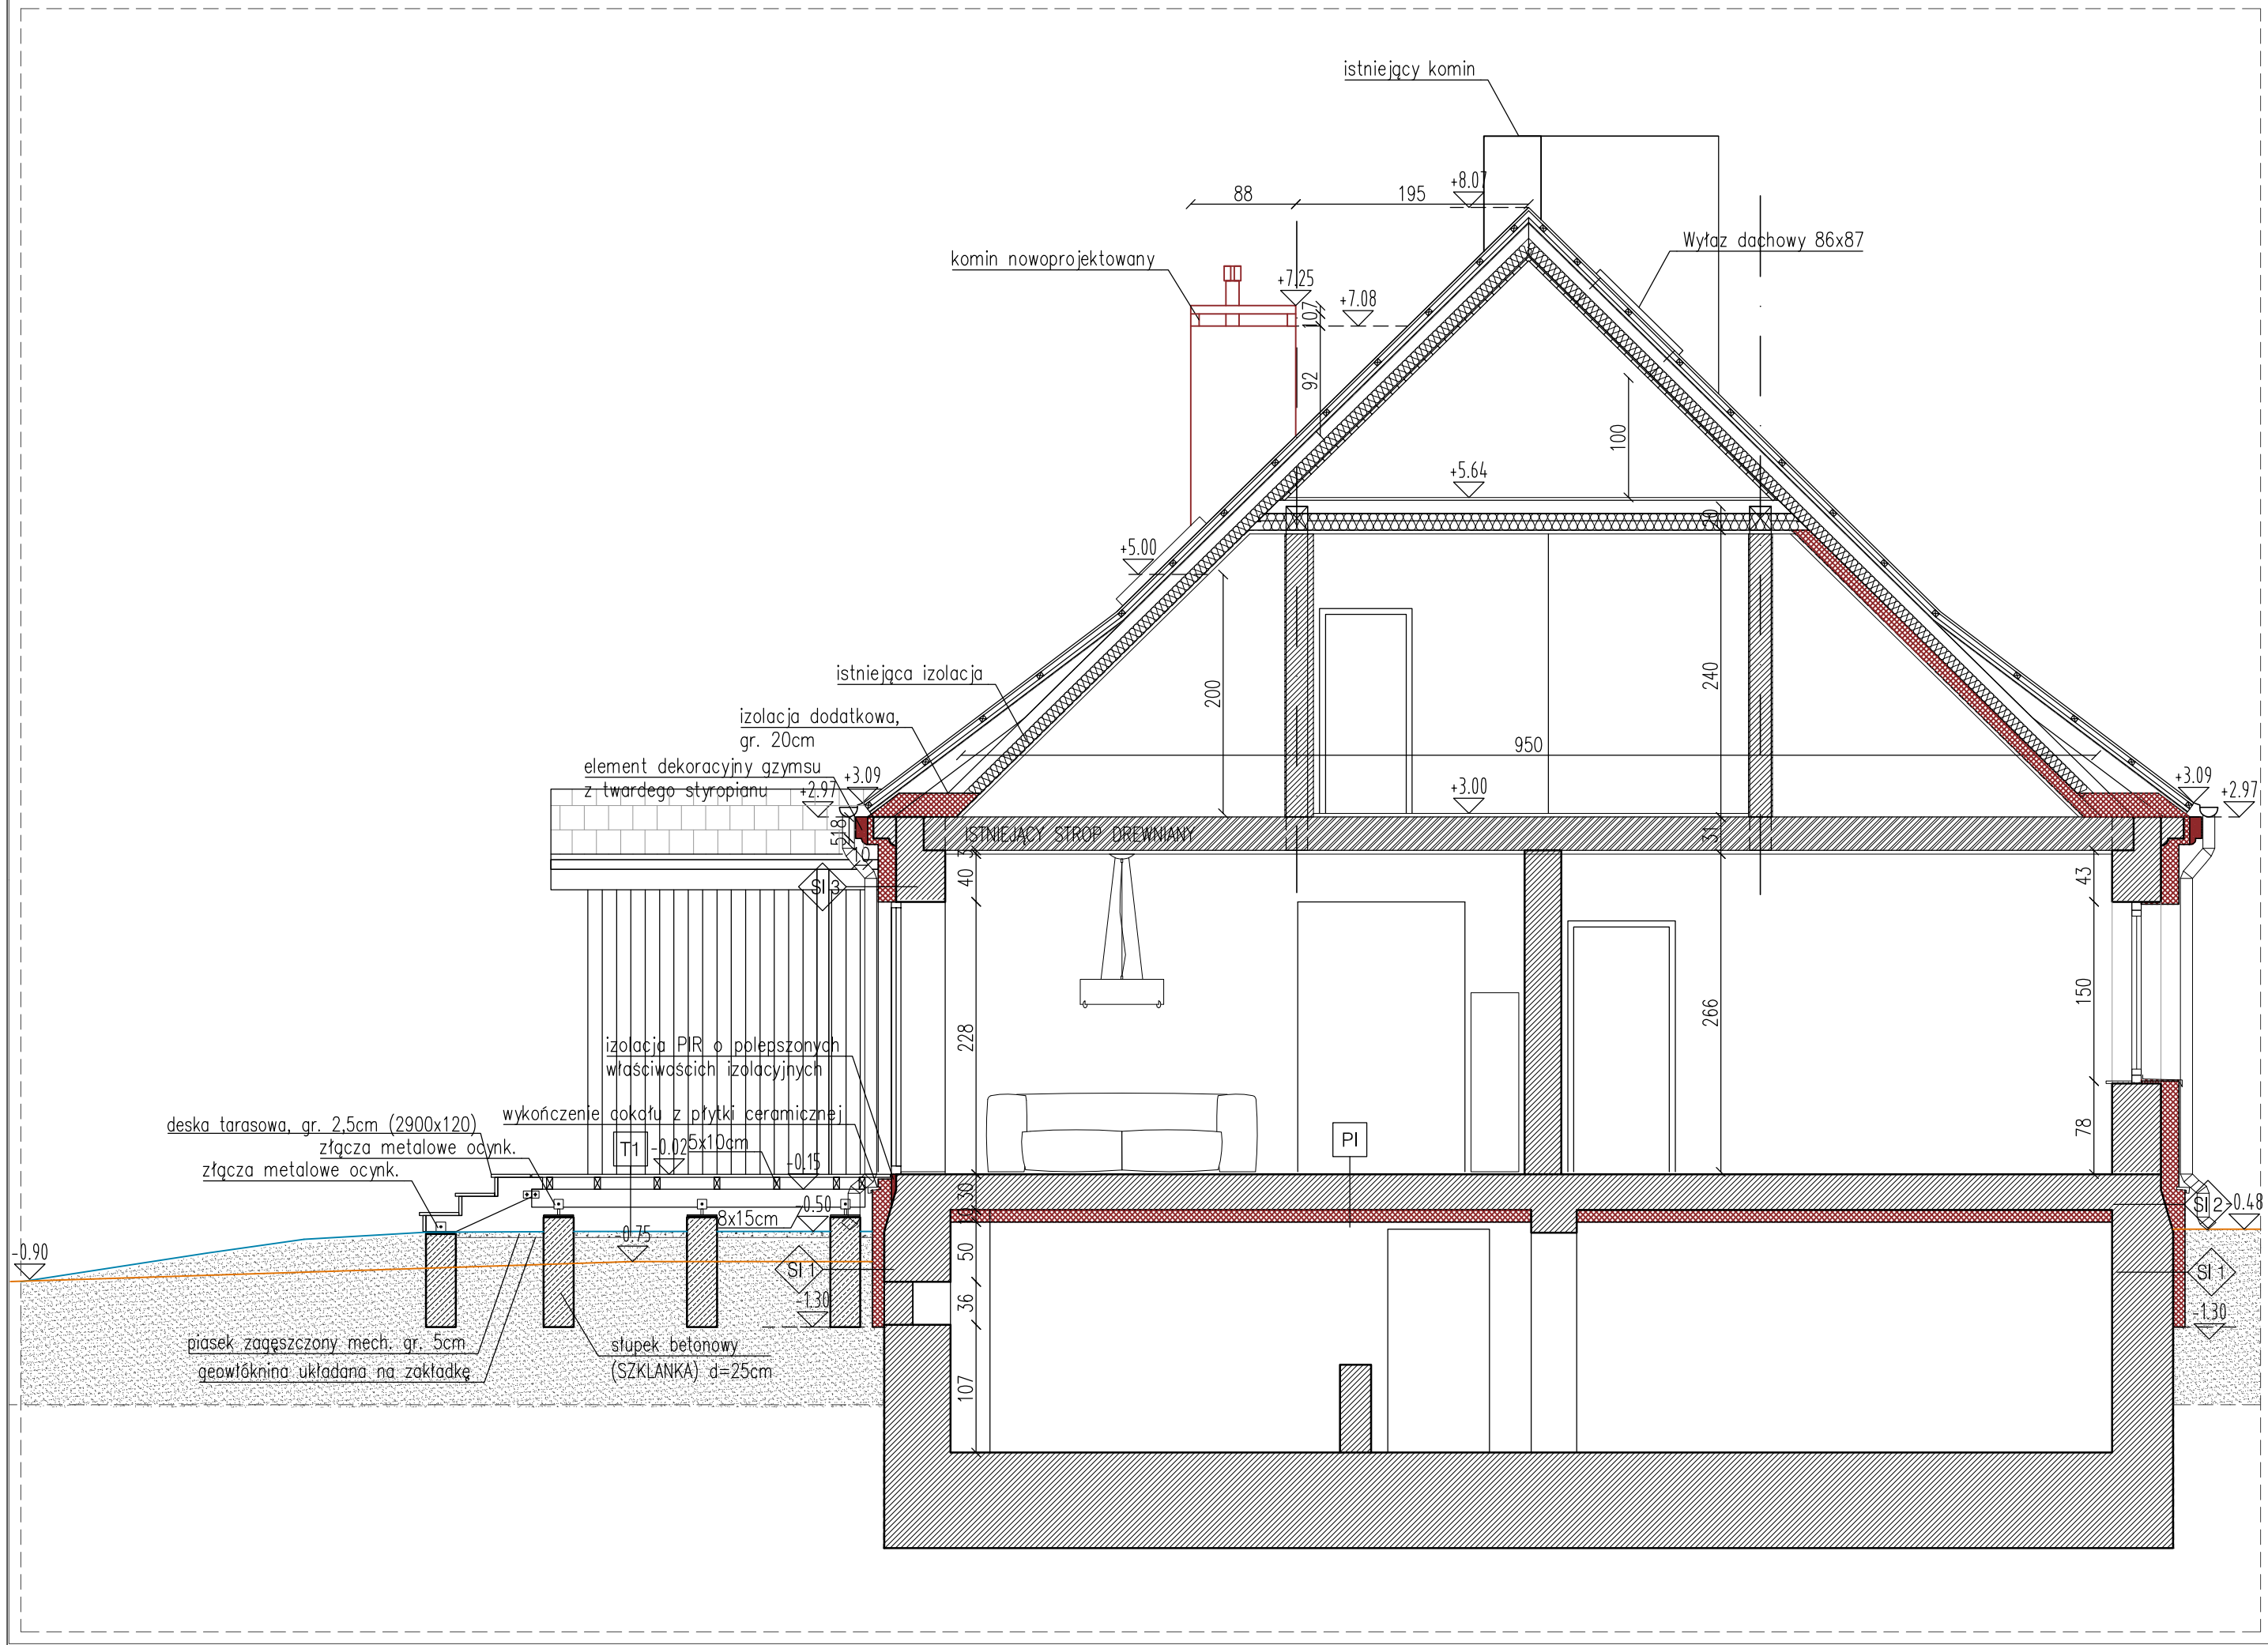 istniejący komin
88
195
+8.07
Wyłaz dachowy 86x87
komin nowoprojektowany
+7.25
+7.08
107
92
100
+5.64
20
+5.00
istniejąca izolacja
200
240
izolacja dodatkowa,
gr. 20cm
950
element dekoracyjny gzymsu
z twardego styropianu
+2.97
+3.09
+3.00
+3.09
+2.97
518
ISTNIEJĄCY STROP DREWNIANY
31
10
3
40
43
SI 3
228
266
150
izolacja PIR o polepszonych
właściwościach izolacyjnych
wykończenie cokołu z płytki ceramicznej
deska tarasowa, gr. 2,5cm (2900x120)
złącza metalowe ocynk.
T1
-0.02
5x10cm
PI
78
złącza metalowe ocynk.
-0.15
30
10
8x15cm
-0.50
SI 2
-0.48
-0.90
-0.75
50
SI 1
SI 1
-1.30
36
-1.30
piasek zagęszczony mech. gr. 5cm
słupek betonowy
geowłóknina układana na zakładkę
(SZKLANKA) d=25cm
107